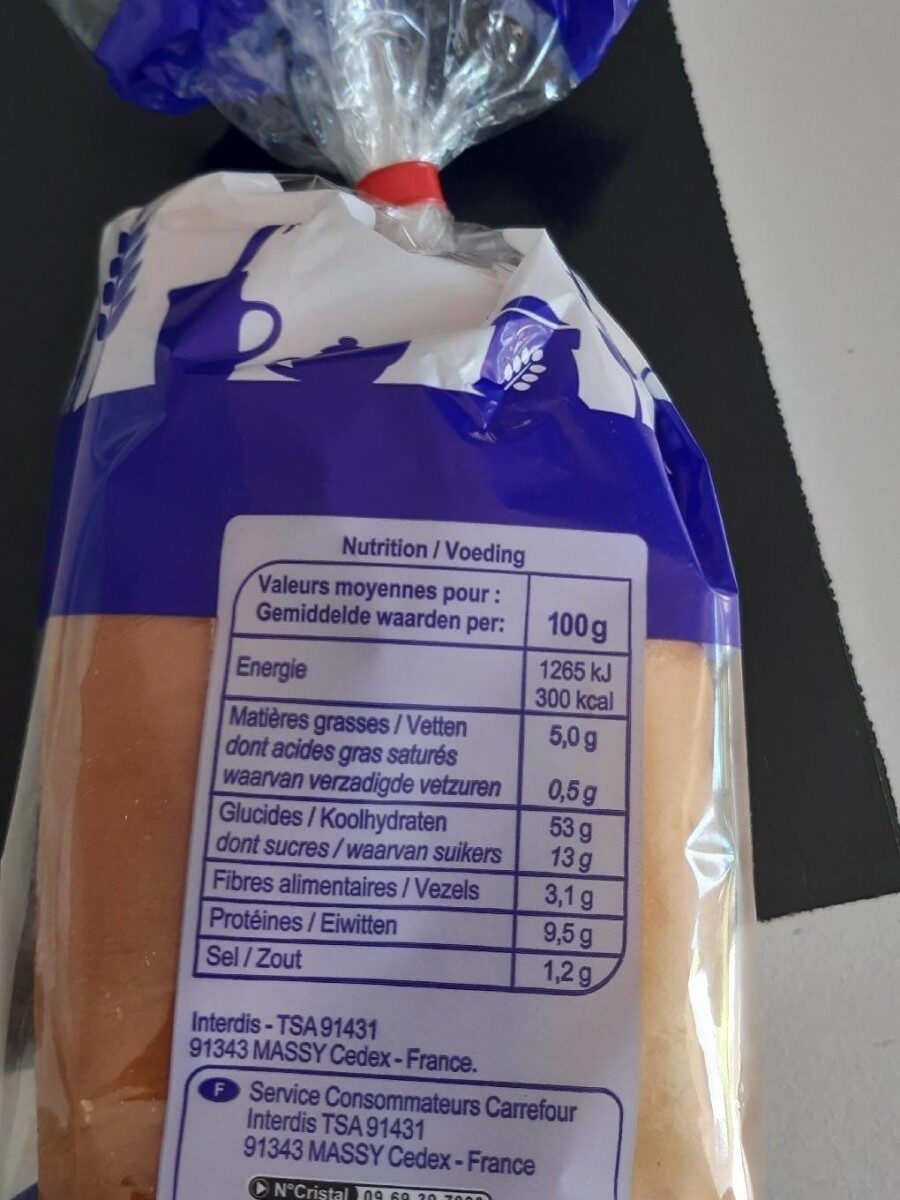 Nutrition / Voeding
Valeurs moyennes pour :
Gemiddelde waarden per:
100g
Energie
1265 kJ
300 kcal
Matières grasses / Vetten
5,0 g
dont acides gras saturés
waarvan verzadigde vetzuren
0,5 g
Glucides / Koolhydraten
53 g
dont sucres / waarvan suikers
13 g
Fibres alimentaires / Vezels
3,1 g
Protéines / Eiwitten
9,5 g
Sel / Zout
1,2 g
Interdis - TSA 91431
91343 MASSY Cedex - France.
F Service Consommateurs Carrefour
Interdis TSA 91431
91343 MASSY Cedex - France
N°Cristal 09 69 39